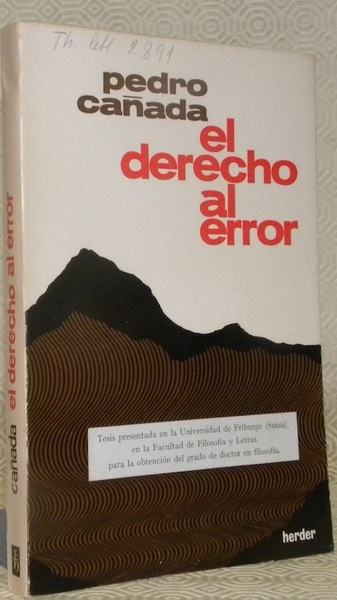 Th. lett. 2891
pedro
cañada
el
derecho
al
error
Tesis presentada en la Universidad de Friburgo (Suiza),
en la Facultad de Filosofía y Letras,
para la obtención del grado de doctor en filosofía.
herder
cañada el derecho al error